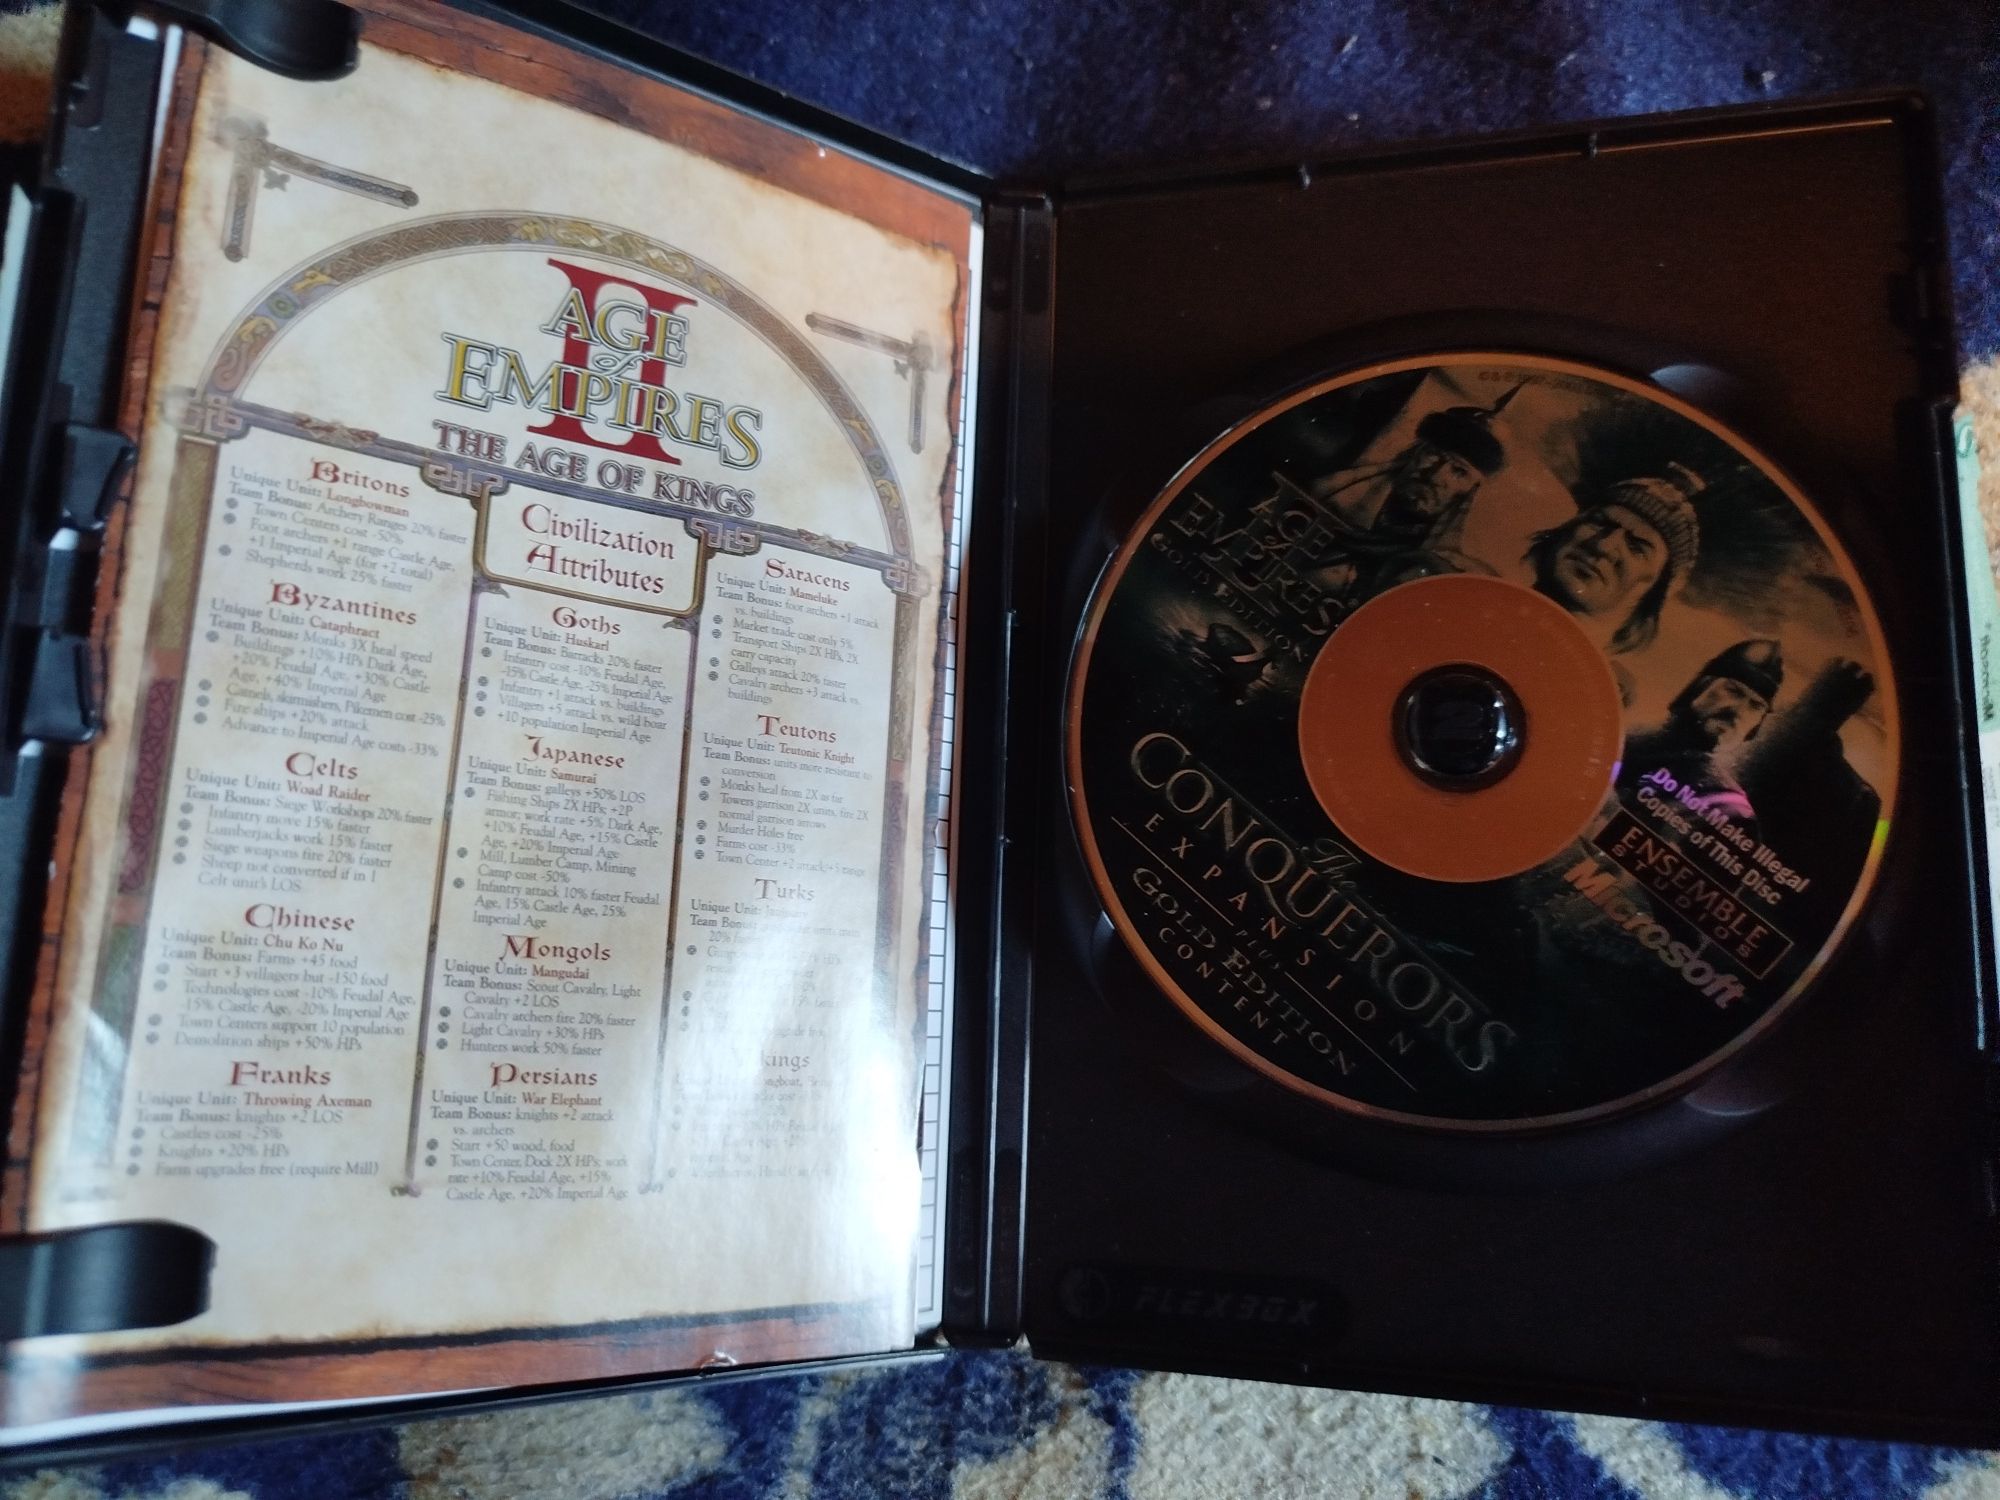 AGE
of
EMPIRES
II
THE AGE OF KINGS
Civilization
Attributes
Britons
Unique Unit: Longbowman
Team Bonus: Archery Ranges 20% faster
Town Centers cost -50%
Foot archers +1 range Castle Age,
+1 Imperial Age (for +2 total)
Shepherds work 25% faster
Byzantines
Unique Unit: Cataphract
Team Bonus: Monks 3X heal speed
Buildings +10% HPs Dark Age,
+20% Feudal Age, +30% Castle
Age, +40% Imperial Age
Camels, skirmishers, Pikemen cost -25%
Fire ships +20% attack
Advance to Imperial Age costs -33%
Celts
Unique Unit: Woad Raider
Team Bonus: Siege Workshops 20% faster
Infantry move 15% faster
Lumberjacks work 15% faster
Siege weapons fire 20% faster
Sheep not converted if in 1
Celt unit's LOS
Chinese
Unique Unit: Chu Ko Nu
Team Bonus: Farms +45 food
Start +3 villagers but -150 food
Technologies cost -10% Feudal Age,
-15% Castle Age, -20% Imperial Age
Town Centers support 10 population
Demolition ships +50% HPs
Franks
Unique Unit: Throwing Axeman
Team Bonus: knights +2 LOS
Castles cost -25%
Knights +20% HPs
Farm upgrades free (require Mill)
Goths
Unique Unit: Huskarl
Team Bonus: Barracks 20% faster
Infantry cost -10% Feudal Age,
-15% Castle Age, -25% Imperial Age
Infantry +1 attack vs. buildings
Villagers +5 attack vs. wild boar
+10 population Imperial Age
Japanese
Unique Unit: Samurai
Team Bonus: galleys +50% LOS
Fishing Ships 2X HPs; +2P
armor; work rate +5% Dark Age,
+10% Feudal Age, +15% Castle
Age, +20% Imperial Age
Mill, Lumber Camp, Mining
Camp cost -50%
Infantry attack 10% faster Feudal
Age, 15% Castle Age, 25%
Imperial Age
Mongols
Unique Unit: Mangudai
Team Bonus: Scout Cavalry, Light
Cavalry +2 LOS
Cavalry archers fire 20% faster
Light Cavalry +30% HPs
Hunters work 50% faster
Persians
Unique Unit: War Elephant
Team Bonus: knights +2 attack
vs. archers
Start +50 wood, food
Town Center, Dock 2X HPs; work
rate +10% Feudal Age, +15%
Castle Age, +20% Imperial Age
Saracens
Unique Unit: Mameluke
Team Bonus: foot archers +1 attack
vs. buildings
Market trade cost only 5%
Transport Ships 2X HPs, 2X
carry capacity
Galleys attack 20% faster
Cavalry archers +3 attack vs.
buildings
Teutons
Unique Unit: Teutonic Knight
Team Bonus: units more resistant to
conversion
Monks heal from 2X as far
Towers garrison 2X units, fire 2X
normal garrison arrows
Murder Holes free
Farms cost -33%
Town Center +2 attack/+5 range
Turks
Unique Unit:
Team Bonus:
AGE
of
EMPIRES
II
GOLD EDITION
The
CONQUERORS
EXPANSION
plus
GOLD EDITION
CONTENT
Do Not Make Illegal
Copies of This Disc
ENSEMBLE
STUDIOS
Microsoft
FLEXBOX